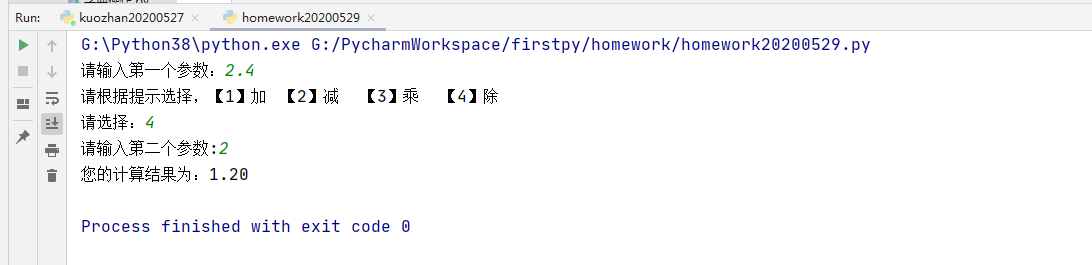 Run: kuozhan20200527 × homework20200529 ×
G:\Python38\python.exe G:/PycharmWorkspace/firstpy/homework/homework20200529.py
请输入第一个参数：2.4
请根据提示选择，【1】加 【2】减 【3】乘 【4】除
请选择：4
请输入第二个参数:2
您的计算结果为：1.20
Process finished with exit code 0